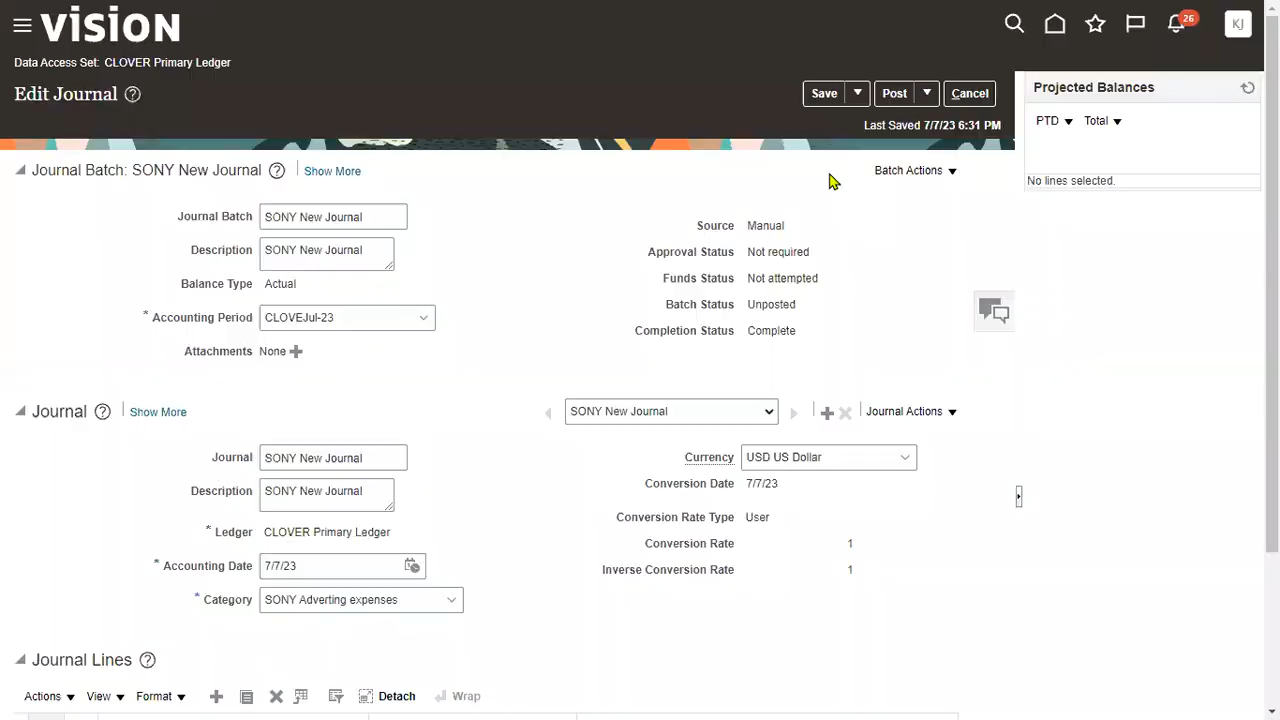 vision
26
KJ
Data Access Set: CLOVER Primary Ledger
Edit Journal
Save
Post
Cancel
Last Saved 7/7/23 6:31 PM
Projected Balances
PTD
Total
No lines selected.
Journal Batch: SONY New Journal
Show More
Batch Actions
Journal Batch SONY New Journal
Description SONY New Journal
Balance Type Actual
* Accounting Period CLOVEJul-23
Attachments None
Source Manual
Approval Status Not required
Funds Status Not attempted
Batch Status Unposted
Completion Status Complete
Journal
Show More
SONY New Journal
Journal Actions
Journal SONY New Journal
Description SONY New Journal
* Ledger CLOVER Primary Ledger
* Accounting Date 7/7/23
* Category SONY Adverting expenses
Currency USD US Dollar
Conversion Date 7/7/23
Conversion Rate Type User
Conversion Rate 1
Inverse Conversion Rate 1
Journal Lines
Actions
View
Format
Detach
Wrap